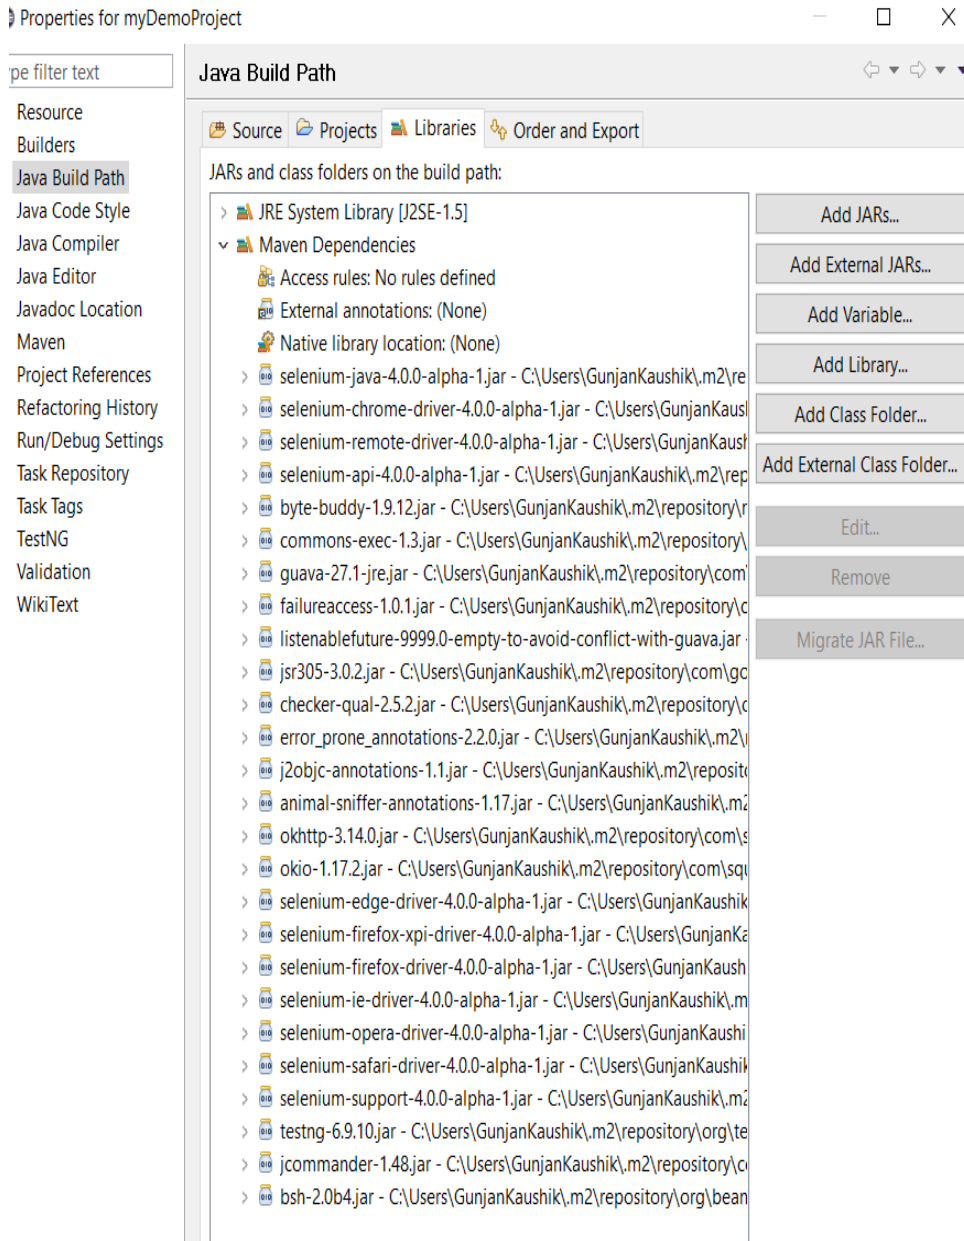 Properties for myDemoProject
ype filter text
Resource
Builders
Java Build Path
Java Code Style
Java Compiler
Java Editor
Javadoc Location
Maven
Project References
Refactoring History
Run/Debug Settings
Task Repository
Task Tags
TestNG
Validation
WikiText
Java Build Path
Source Projects Libraries Order and Export
JARs and class folders on the build path:
JRE System Library [J2SE-1.5]
Maven Dependencies
Access rules: No rules defined
External annotations: (None)
Native library location: (None)
selenium-java-4.0.0-alpha-1.jar - C:\Users\GunjanKaushik\.m2\re
selenium-chrome-driver-4.0.0-alpha-1.jar - C:\Users\GunjanKausl
selenium-remote-driver-4.0.0-alpha-1.jar - C:\Users\GunjanKaush
selenium-api-4.0.0-alpha-1.jar - C:\Users\GunjanKaushik\.m2\rep
byte-buddy-1.9.12.jar - C:\Users\GunjanKaushik\.m2\repository\r
commons-exec-1.3.jar - C:\Users\GunjanKaushik\.m2\repository\
guava-27.1-jre.jar - C:\Users\GunjanKaushik\.m2\repository\com\
failureaccess-1.0.1.jar - C:\Users\GunjanKaushik\.m2\repository\c
listenablefuture-9999.0-empty-to-avoid-conflict-with-guava.jar -
jsr305-3.0.2.jar - C:\Users\GunjanKaushik\.m2\repository\com\go
checker-qual-2.5.2.jar - C:\Users\GunjanKaushik\.m2\repository\c
error_prone_annotations-2.2.0.jar - C:\Users\GunjanKaushik\.m2\
j2objc-annotations-1.1.jar - C:\Users\GunjanKaushik\.m2\reposito
animal-sniffer-annotations-1.17.jar - C:\Users\GunjanKaushik\.m2
okhttp-3.14.0.jar - C:\Users\GunjanKaushik\.m2\repository\com\s
okio-1.17.2.jar - C:\Users\GunjanKaushik\.m2\repository\com\squ
selenium-edge-driver-4.0.0-alpha-1.jar - C:\Users\GunjanKaushik
selenium-firefox-xpi-driver-4.0.0-alpha-1.jar - C:\Users\GunjanKa
selenium-firefox-driver-4.0.0-alpha-1.jar - C:\Users\GunjanKaush
selenium-ie-driver-4.0.0-alpha-1.jar - C:\Users\GunjanKaushik\.m
selenium-opera-driver-4.0.0-alpha-1.jar - C:\Users\GunjanKaushi
selenium-safari-driver-4.0.0-alpha-1.jar - C:\Users\GunjanKaushik
selenium-support-4.0.0-alpha-1.jar - C:\Users\GunjanKaushik\.m2
testng-6.9.10.jar - C:\Users\GunjanKaushik\.m2\repository\org\te
jcommander-1.48.jar - C:\Users\GunjanKaushik\.m2\repository\c
bsh-2.0b4.jar - C:\Users\GunjanKaushik\.m2\repository\org\bean
Add JARs...
Add External JARs...
Add Variable...
Add Library...
Add Class Folder...
Add External Class Folder...
Edit...
Remove
Migrate JAR File...